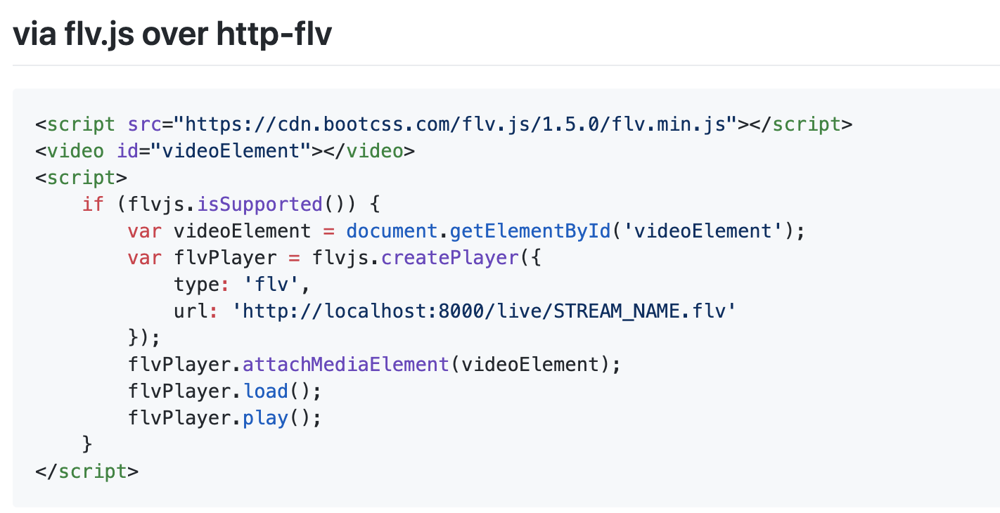 via flv.js over http-flv
<script src="https://cdn.bootcss.com/flv.js/1.5.0/flv.min.js"></script>
<video id="videoElement"></video>
<script>
    if (flvjs.isSupported()) {
        var videoElement = document.getElementById('videoElement');
        var flvPlayer = flvjs.createPlayer({
            type: 'flv',
            url: 'http://localhost:8000/live/STREAM_NAME.flv'
        });
        flvPlayer.attachMediaElement(videoElement);
        flvPlayer.load();
        flvPlayer.play();
    }
</script>